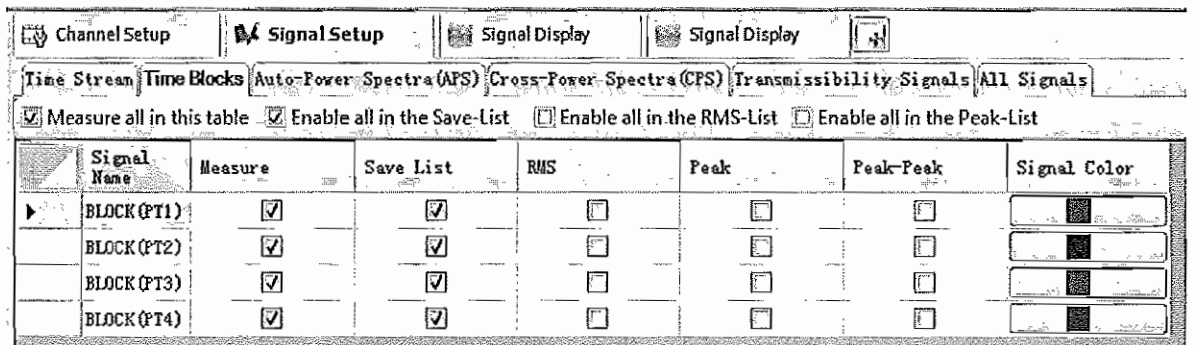 Channel Setup Signal Setup Signal Display Signal Display
Time Stream Time Blocks Auto-Power Spectra(APS) Cross-Power Spectra(CPS) Transmissibility Signals All Signals
Measure all in this table Enable all in the Save-List Enable all in the RMS-List Enable all in the Peak-List
Signal Name Measure Save List RMS Peak Peak-Peak Signal Color
BLOCK(PT1)
BLOCK(PT2)
BLOCK(PT3)
BLOCK(PT4)